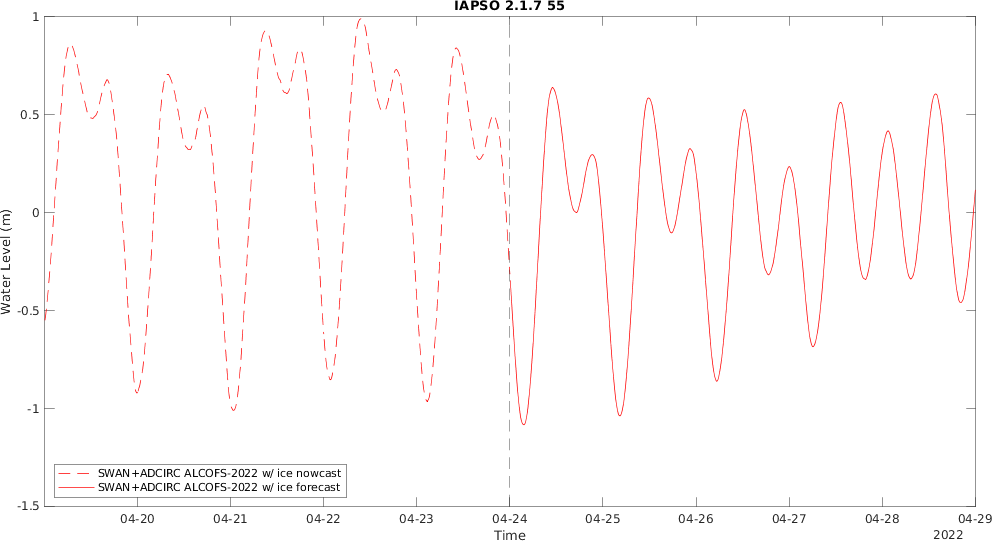 IAPSO 2.1.7 55
1
0.5
0
-0.5
-1
-1.5
Water Level (m)
SWAN+ADCIRC ALCOFS-2022 w/ ice nowcast
SWAN+ADCIRC ALCOFS-2022 w/ ice forecast
04-20 04-21 04-22 04-23 04-24 04-25 04-26 04-27 04-28 04-29
Time
2022